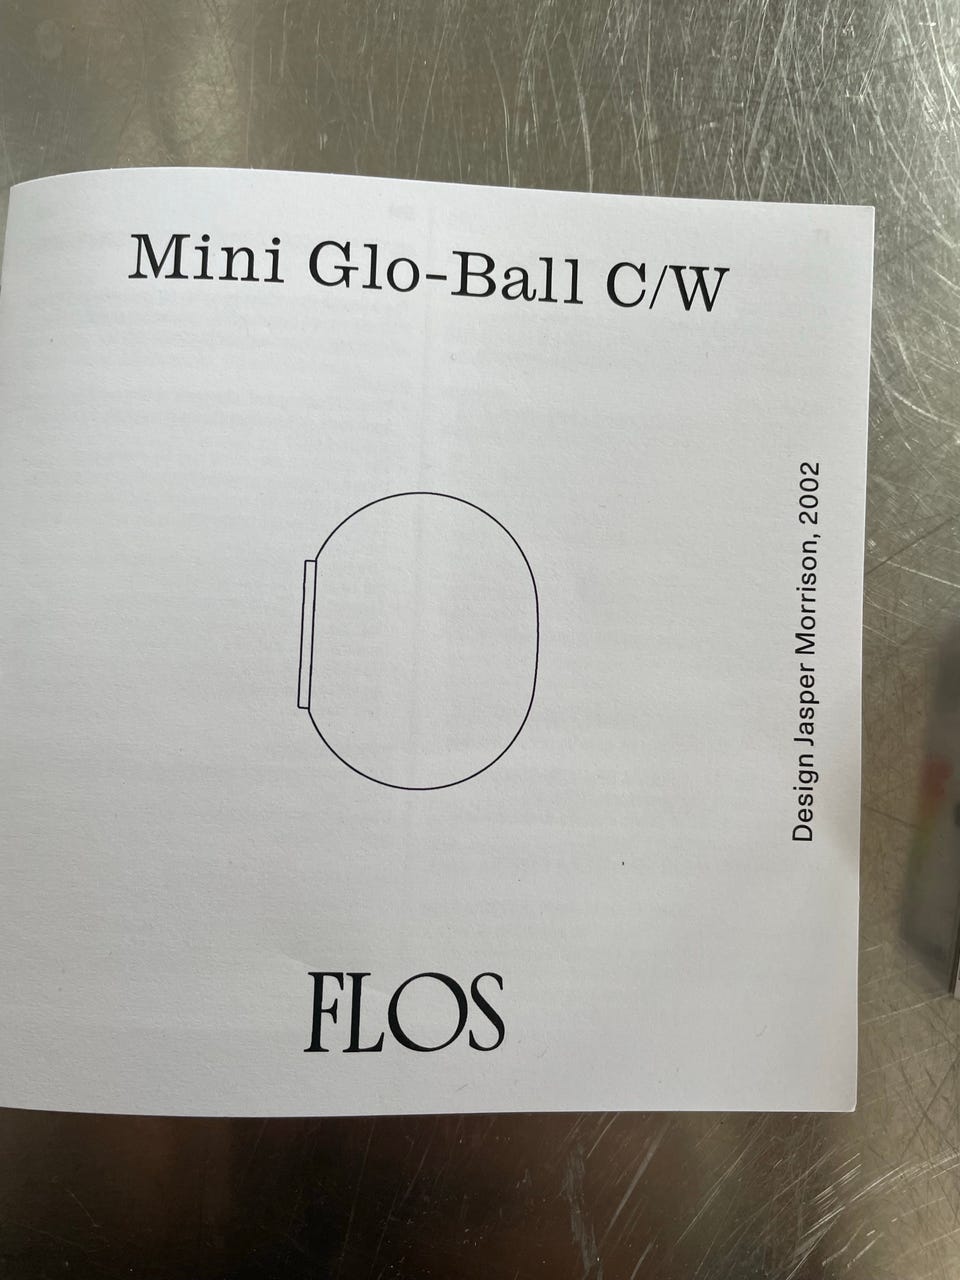 Mini Glo-Ball C/W
Design Jasper Morrison, 2002
FLOS